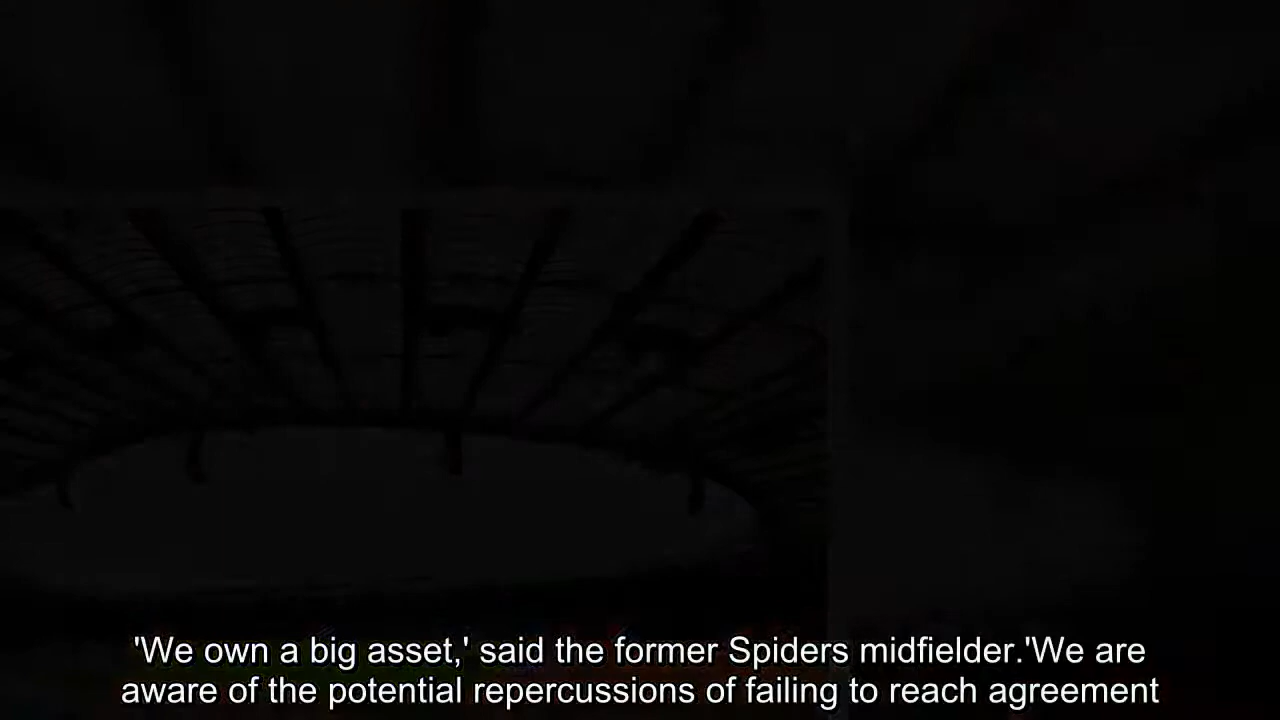 'We own a big asset,' said the former Spiders midfielder.'We are
aware of the potential repercussions of failing to reach agreement